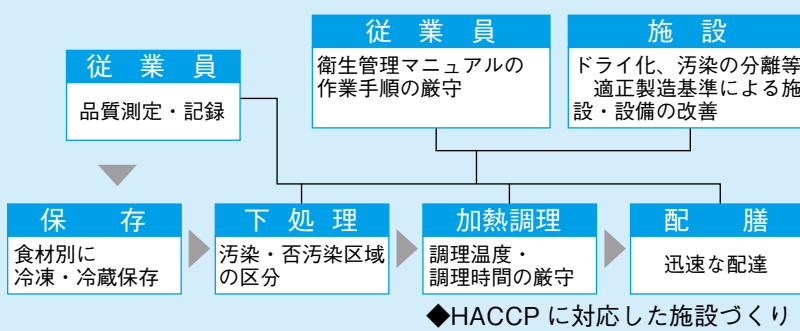 従業員
品質測定・記録
従業員
衛生管理マニュアルの
作業手順の厳守
施設
ドライ化、汚染の分離等
適正製造基準による施
設・設備の改善
保存
食材別に
冷凍・冷蔵保存
下処理
汚染・否汚染区域
の区分
加熱調理
調理温度・
調理時間の厳守
配膳
迅速な配達
◆HACCPに対応した施設づくり